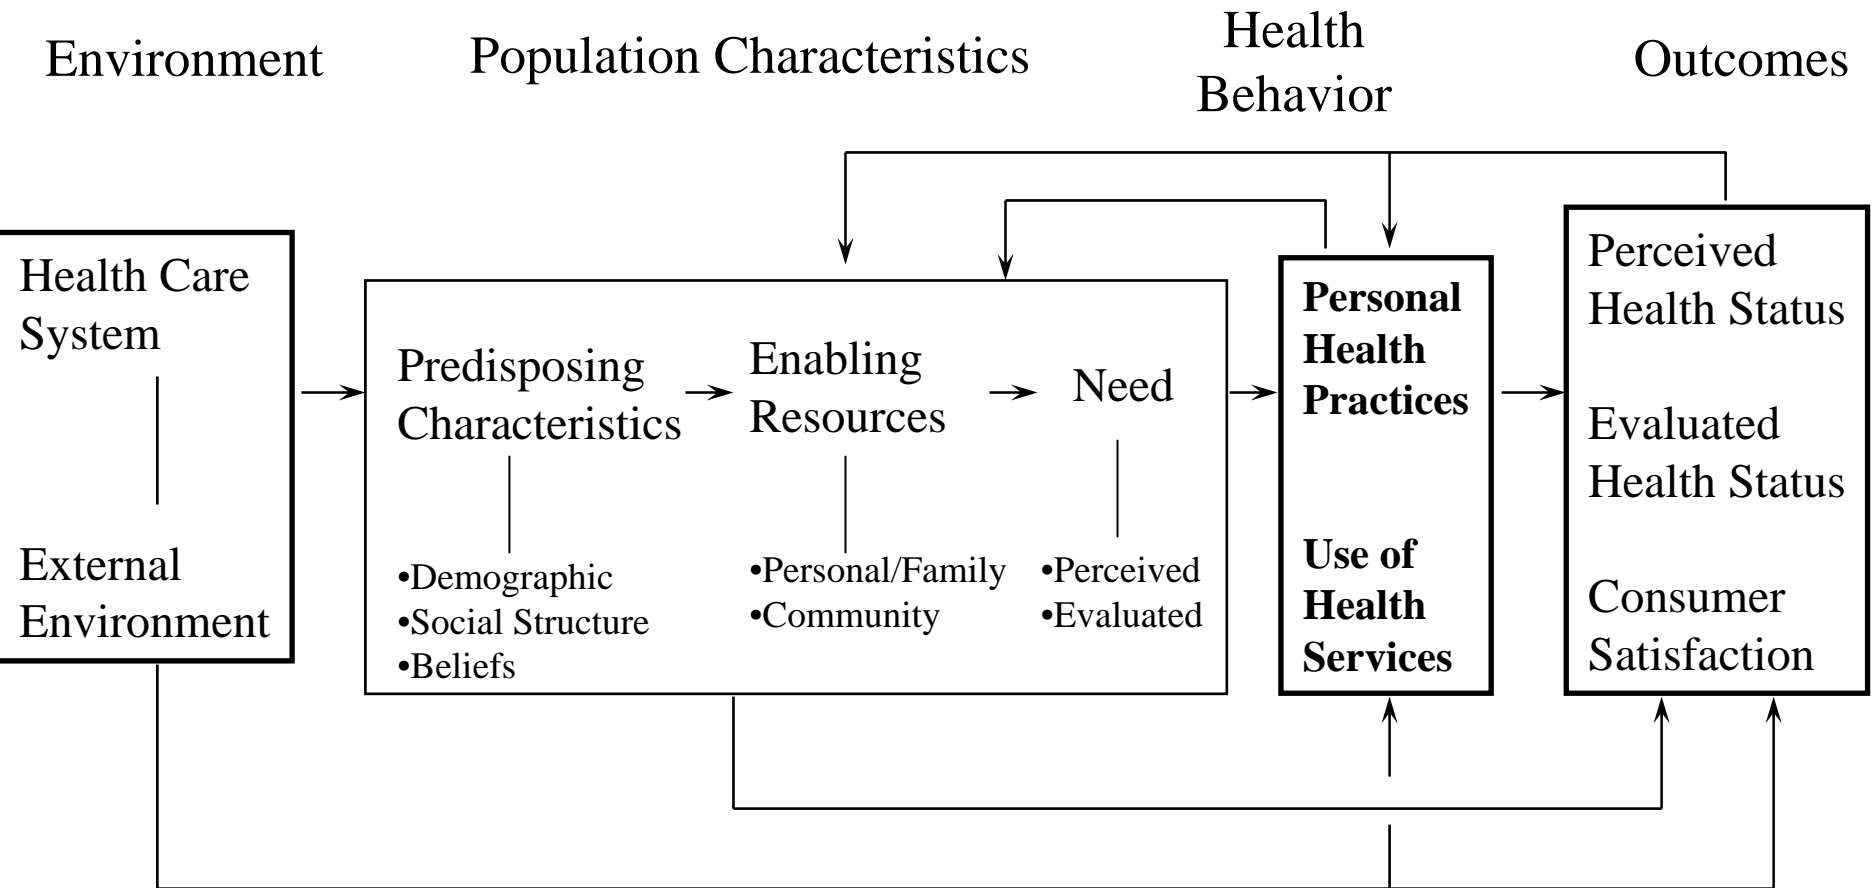 Environment
Population Characteristics
Health
Behavior
Outcomes
Health Care
System
External
Environment
Predisposing
Characteristics
•Demographic
•Social Structure
•Beliefs
Enabling
Resources
•Personal/Family
•Community
Need
•Perceived
•Evaluated
Personal
Health
Practices
Use of
Health
Services
Perceived
Health Status
Evaluated
Health Status
Consumer
Satisfaction